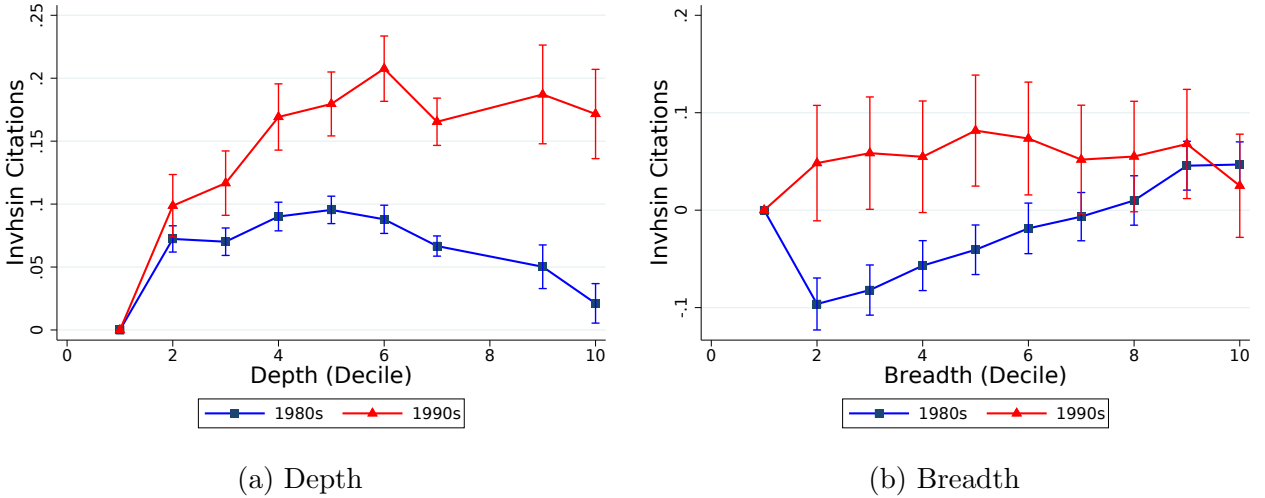 Invhsin Citations
.25
.2
.15
.1
.05
0
0 2 4 6 8 10
Depth (Decile)
1980s 1990s
(a) Depth
Invhsin Citations
.2
.1
0
-.1
0 2 4 6 8 10
Breadth (Decile)
1980s 1990s
(b) Breadth